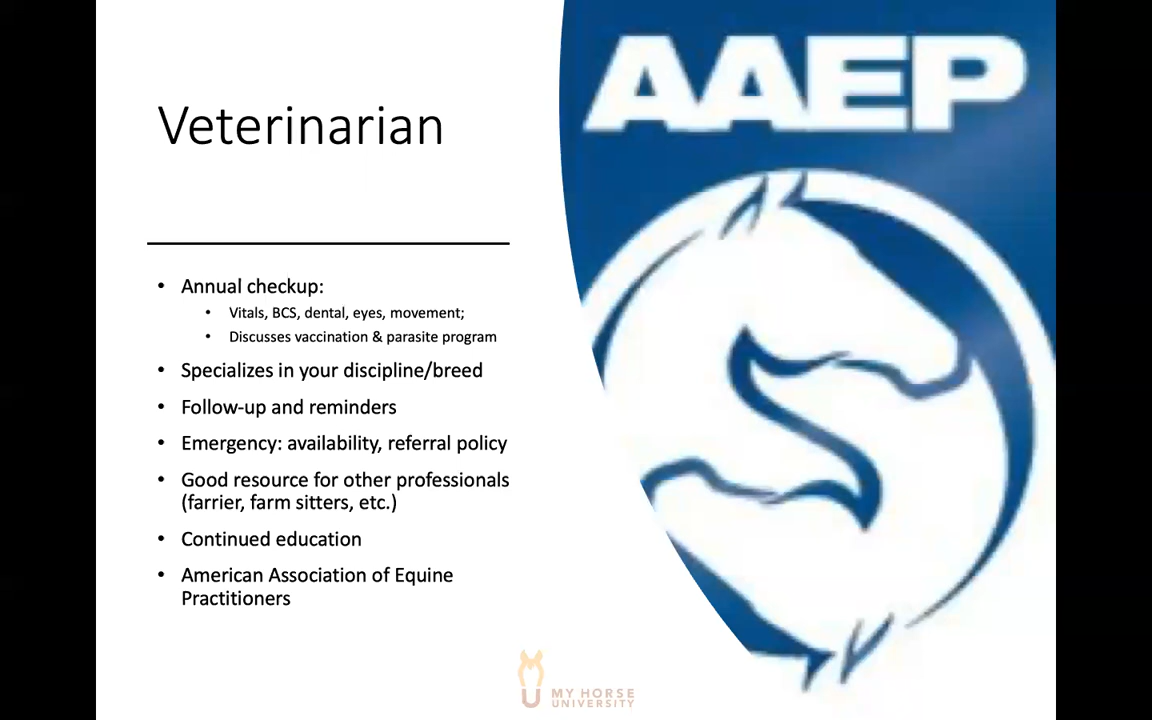 AAEP
Veterinarian
• Annual checkup:
• Vitals, BCS, dental, eyes, movement;
• Discusses vaccination & parasite program
• Specializes in your discipline/breed
• Follow-up and reminders
• Emergency: availability, referral policy
• Good resource for other professionals
(farrier, farm sitters, etc.)
• Continued education
• American Association of Equine
Practitioners
MY HORSE
UNIVERSITY